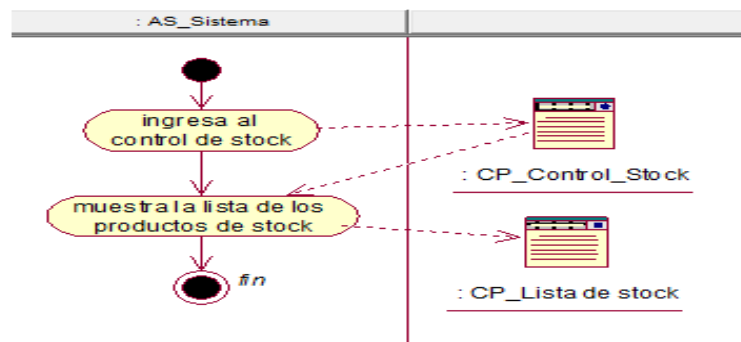 : AS_Sistema
ingresa al
control de stock
: CP_Control_Stock
muestra la lista de los
productos de stock
fin
: CP_Lista de stock